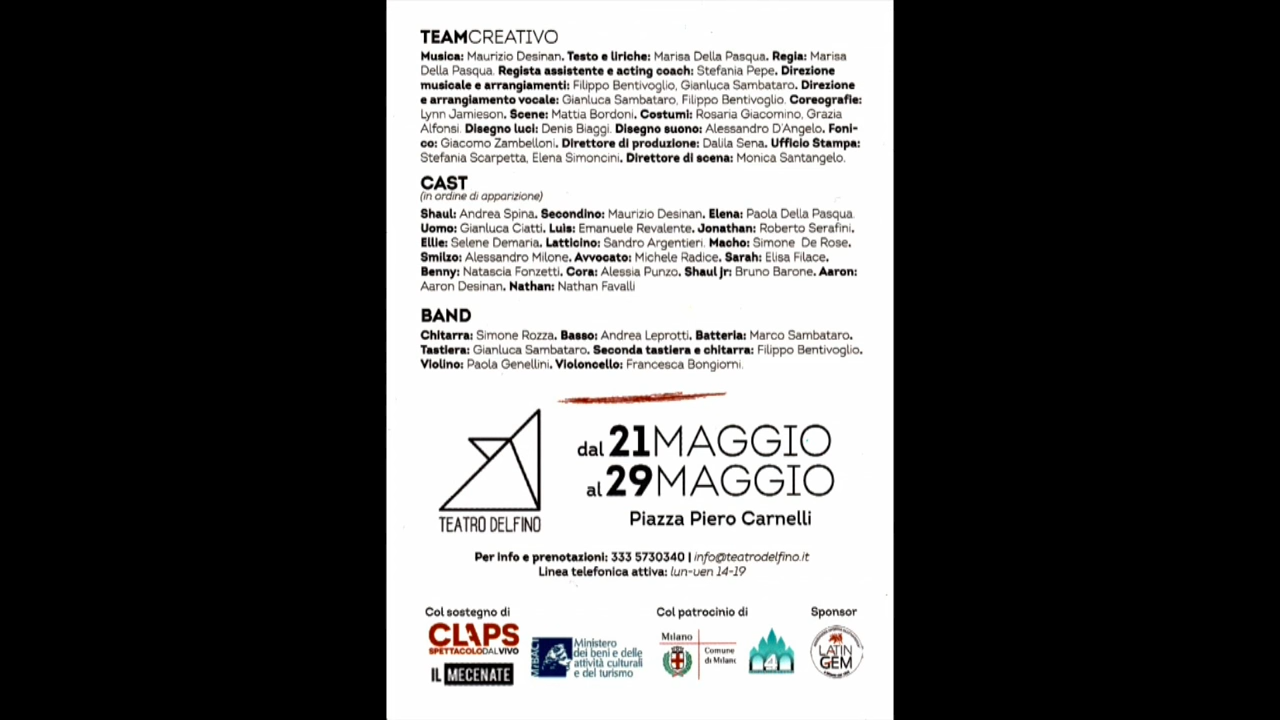 TEAMCREATIVO
Musica: Maurizio Desinan. Testo e liriche: Marisa Della Pasqua. Regia: Marisa
Della Pasqua. Regista assistente e acting coach: Stefania Pepe. Direzione
musicale e arrangiamenti: Filippo Bentivoglio, Gianluca Sambataro. Direzione
e arrangiamento vocale: Gianluca Sambataro, Filippo Bentivoglio. Coreografie:
Lynn Jamieson. Scene: Mattia Bordoni. Costumi: Rosaria Giacomino, Grazia
Alfonsi. Disegno luci: Denis Biaggi. Disegno suono: Alessandro D'Angelo. Foni-
co: Giacomo Zambelloni. Direttore di produzione: Dalila Sena. Ufficio Stampa:
Stefania Scarpetta, Elena Simoncini. Direttore di scena: Monica Santangelo.
CAST
(in ordine di apparizione)
Shaul: Andrea Spina. Secondino: Maurizio Desinan. Elena: Paola Della Pasqua.
Uomo: Gianluca Ciatti. Luis: Emanuele Revalente. Jonathan: Roberto Serafini.
Ellie: Selene Demaria. Latticino: Sandro Argentieri. Macho: Simone De Rose.
Smilzo: Alessandro Milone. Avvocato: Michele Radice. Sarah: Elisa Filace.
Benny: Natascia Fonzetti. Cora: Alessia Punzo. Shaul jr: Bruno Barone. Aaron:
Aaron Desinan. Nathan: Nathan Favalli
BAND
Chitarra: Simone Rozza. Basso: Andrea Leprotti. Batteria: Marco Sambataro.
Tastiera: Gianluca Sambataro. Seconda tastiera e chitarra: Filippo Bentivoglio.
Violino: Paola Genellini. Violoncello: Francesca Bongiorni.
dal 21 MAGGIO
al 29 MAGGIO
Piazza Piero Carnelli
TEATRO DELFINO
Per info e prenotazioni: 333 5730340 | info@teatrodelfino.it
Linea telefonica attiva: lun-ven 14-19
Col sostegno di
CLAPS
SPETTACOLODALVIVO
IL MECENATE
MiBACT
Ministero
dei beni e delle
attività culturali
e del turismo
Col patrocinio di
Milano
Comune
di Milano
4
Sponsor
LATIN
GEM